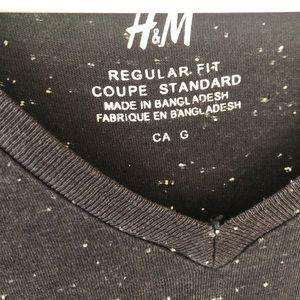 H&M
REGULAR FIT
COUPE STANDARD
MADE IN BANGLADESH
FABRIQUE EN BANGLADESH
CA G